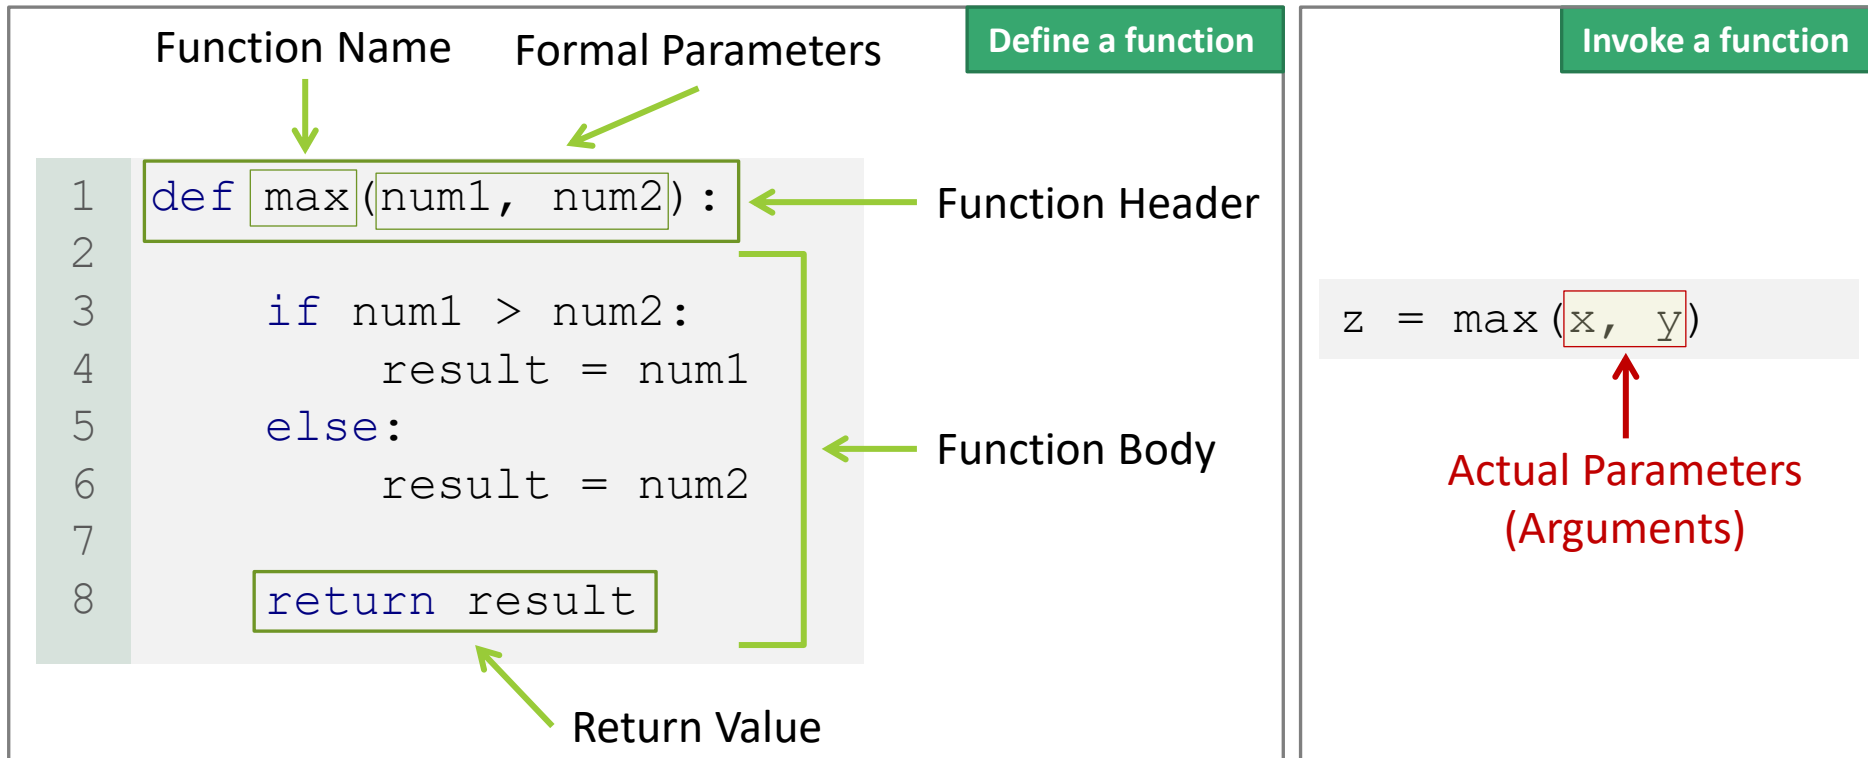 Define a function
Function Name
Formal Parameters
1 def max(num1, num2):
Function Header
2
3 if num1 > num2:
4 result = num1
5 else:
6 result = num2
7
8 return result
Function Body
Return Value
Invoke a function
z = max(x, y)
Actual Parameters
(Arguments)